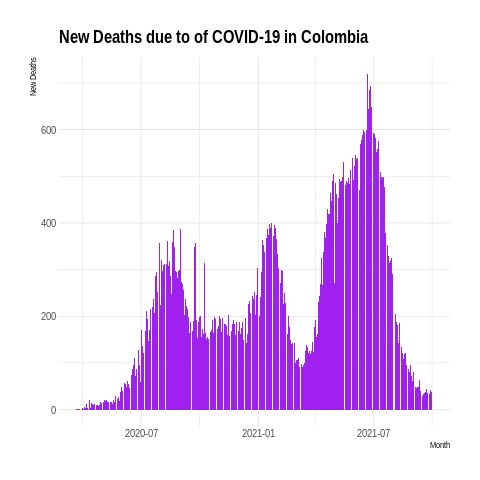 New Deaths due to of COVID-19 in Colombia
New Deaths
600
400
200
0
2020-07
2021-01
2021-07
Month